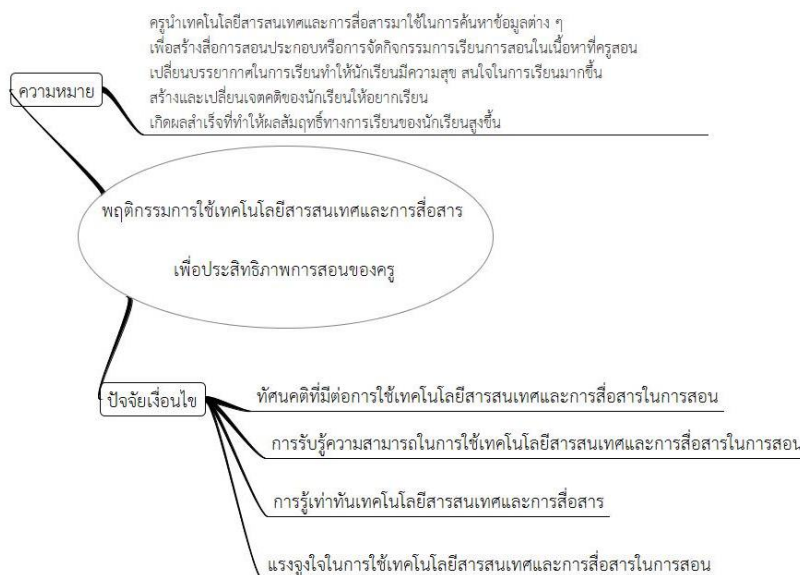 ครูนำเทคโนโลยีสารสนเทศและการสื่อสารมาใช้ในการค้นหาข้อมูลต่าง ๆ
เพื่อสร้างสื่อการสอนประกอบหรือการจัดกิจกรรมการเรียนการสอนในเนื้อหาที่ครูสอน
เปลี่ยนบรรยากาศในการเรียนทำให้นักเรียนมีความสุข สนใจในการเรียนมากขึ้น
สร้างและเปลี่ยนเจตคติของนักเรียนให้อยากเรียน
เกิดผลสำเร็จที่ทำให้ผลสัมฤทธิ์ทางการเรียนของนักเรียนสูงขึ้น
ความหมาย
พฤติกรรมการใช้เทคโนโลยีสารสนเทศและการสื่อสาร
เพื่อประสิทธิภาพการสอนของครู
ปัจจัยเงื่อนไข
ทัศนคติที่มีต่อการใช้เทคโนโลยีสารสนเทศและการสื่อสารในการสอน
การรับรู้ความสามารถในการใช้เทคโนโลยีสารสนเทศและการสื่อสารในการสอน
การรู้เท่าทันเทคโนโลยีสารสนเทศและการสื่อสาร
แรงจูงใจในการใช้เทคโนโลยีสารสนเทศและการสื่อสารในการสอน